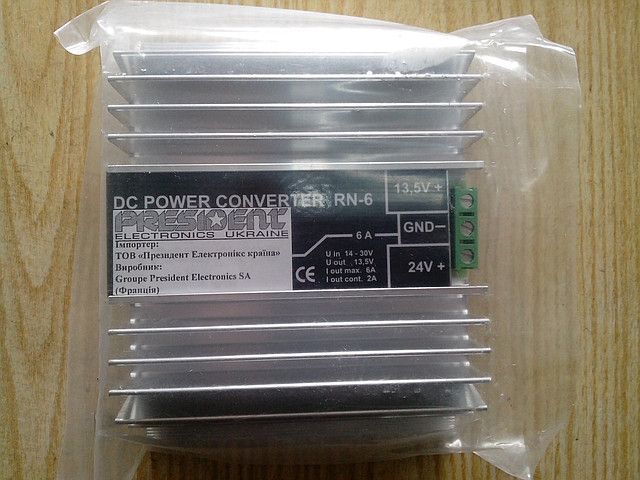 DC POWER CONVERTER RN-6
PRESIDENT
ELECTRONICS UKRAINE
Імпортер:
ТОВ «Президент Електронікс країна»
Виробник:
Groupe President Electronics SA
(Франція)
6 A
U in 14 - 30V
U out 13,5V
I out max. 6A
I out cont. 2A
CE
13,5V +
GND−
24V +